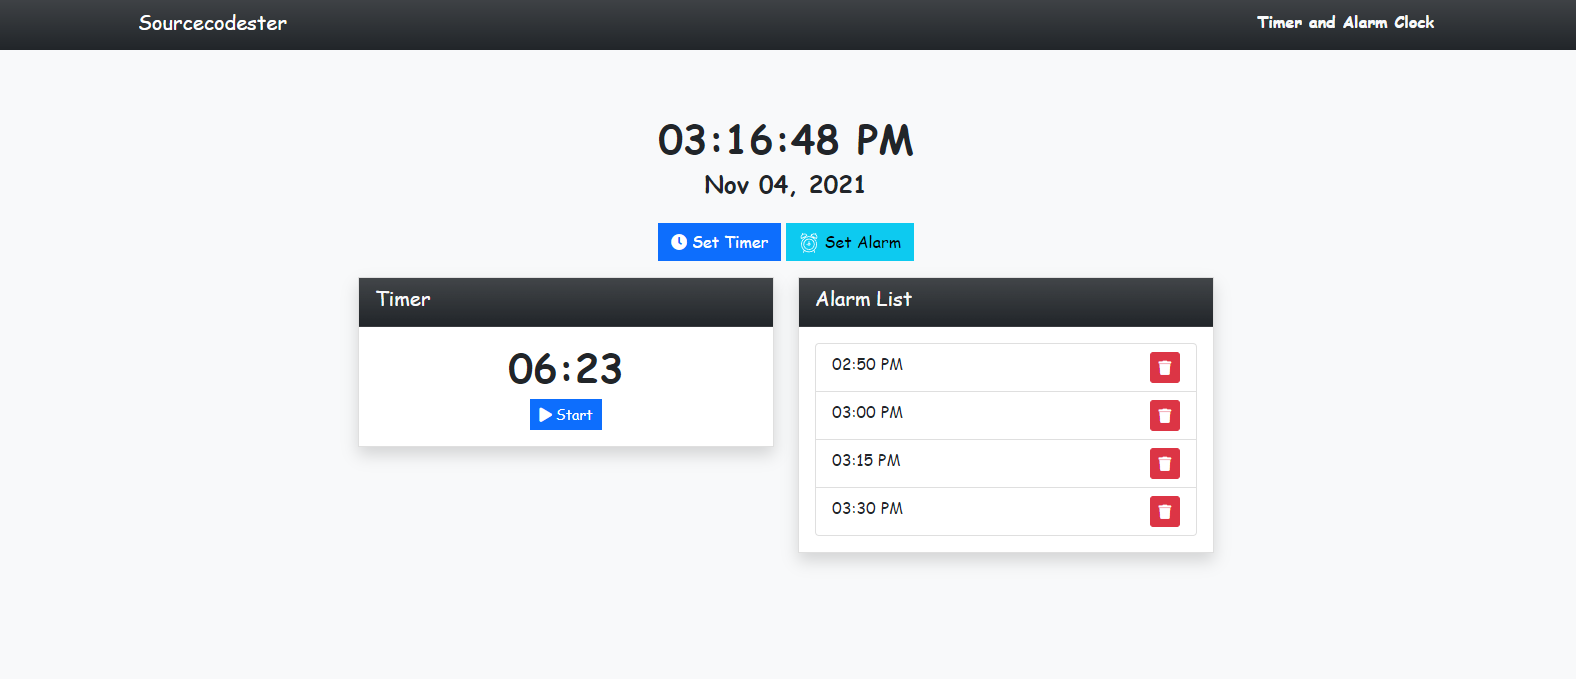 Sourcecodester
Timer and Alarm Clock
03:16:48 PM
Nov 04, 2021
Set Timer
Set Alarm
Timer
06:23
Start
Alarm List
02:50 PM
03:00 PM
03:15 PM
03:30 PM